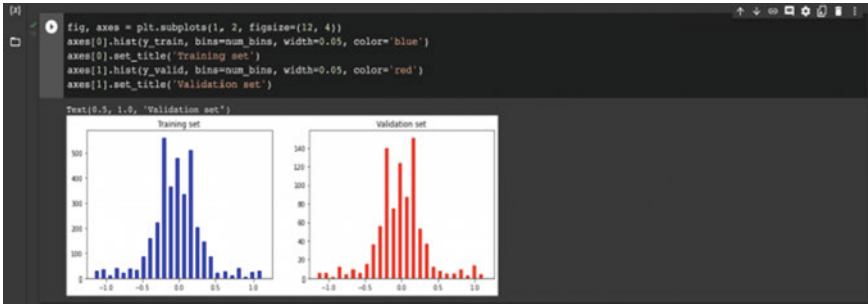 {x}
fig, axes = plt.subplots(1, 2, figsize=(12, 4))
axes[0].hist(y_train, bins=num_bins, width=0.05, color='blue')
axes[0].set_title('Training set')
axes[1].hist(y_valid, bins=num_bins, width=0.05, color='red')
axes[1].set_title('Validation set')
Text(0.5, 1.0, 'Validation set')
Training set
500
400
300
200
100
0
-1.0 -0.5 0.0 0.5 1.0
Validation set
140
120
100
80
60
40
20
0
-1.0 -0.5 0.0 0.5 1.0